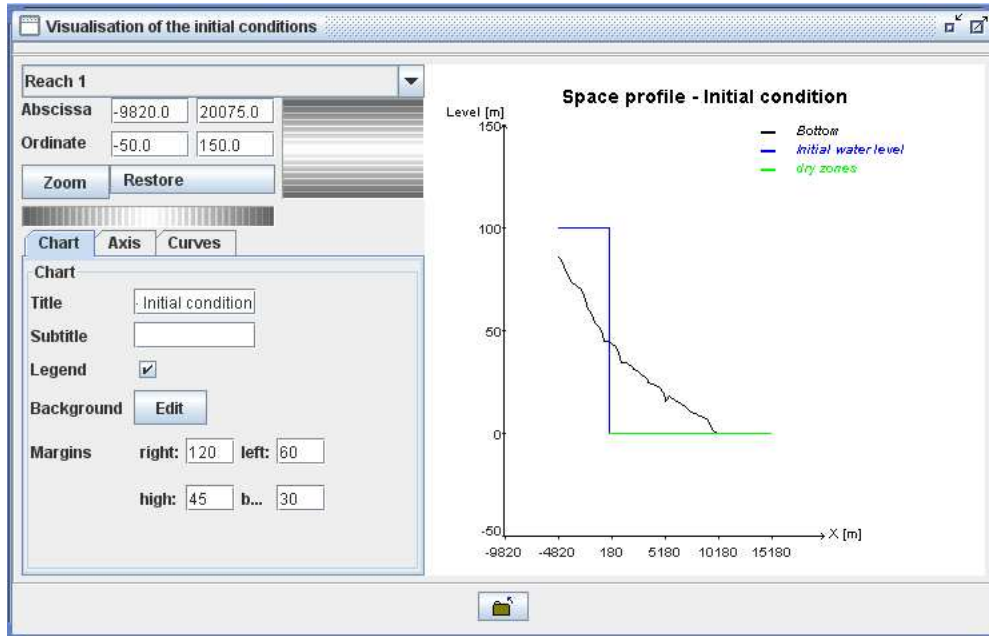 Visualisation of the initial conditions
Reach 1
Abscissa -9820.0 20075.0
Ordinate -50.0 150.0
Zoom Restore
Chart Axis Curves
Chart
Title - Initial condition
Subtitle
Legend
Background Edit
Margins right: 120 left: 60
high: 45 b... 30
Space profile - Initial condition
Level [m]
150
Bottom
Initial water level
dry zones
100
50
0
-50
X [m]
-9820 -4820 180 5180 10180 15180